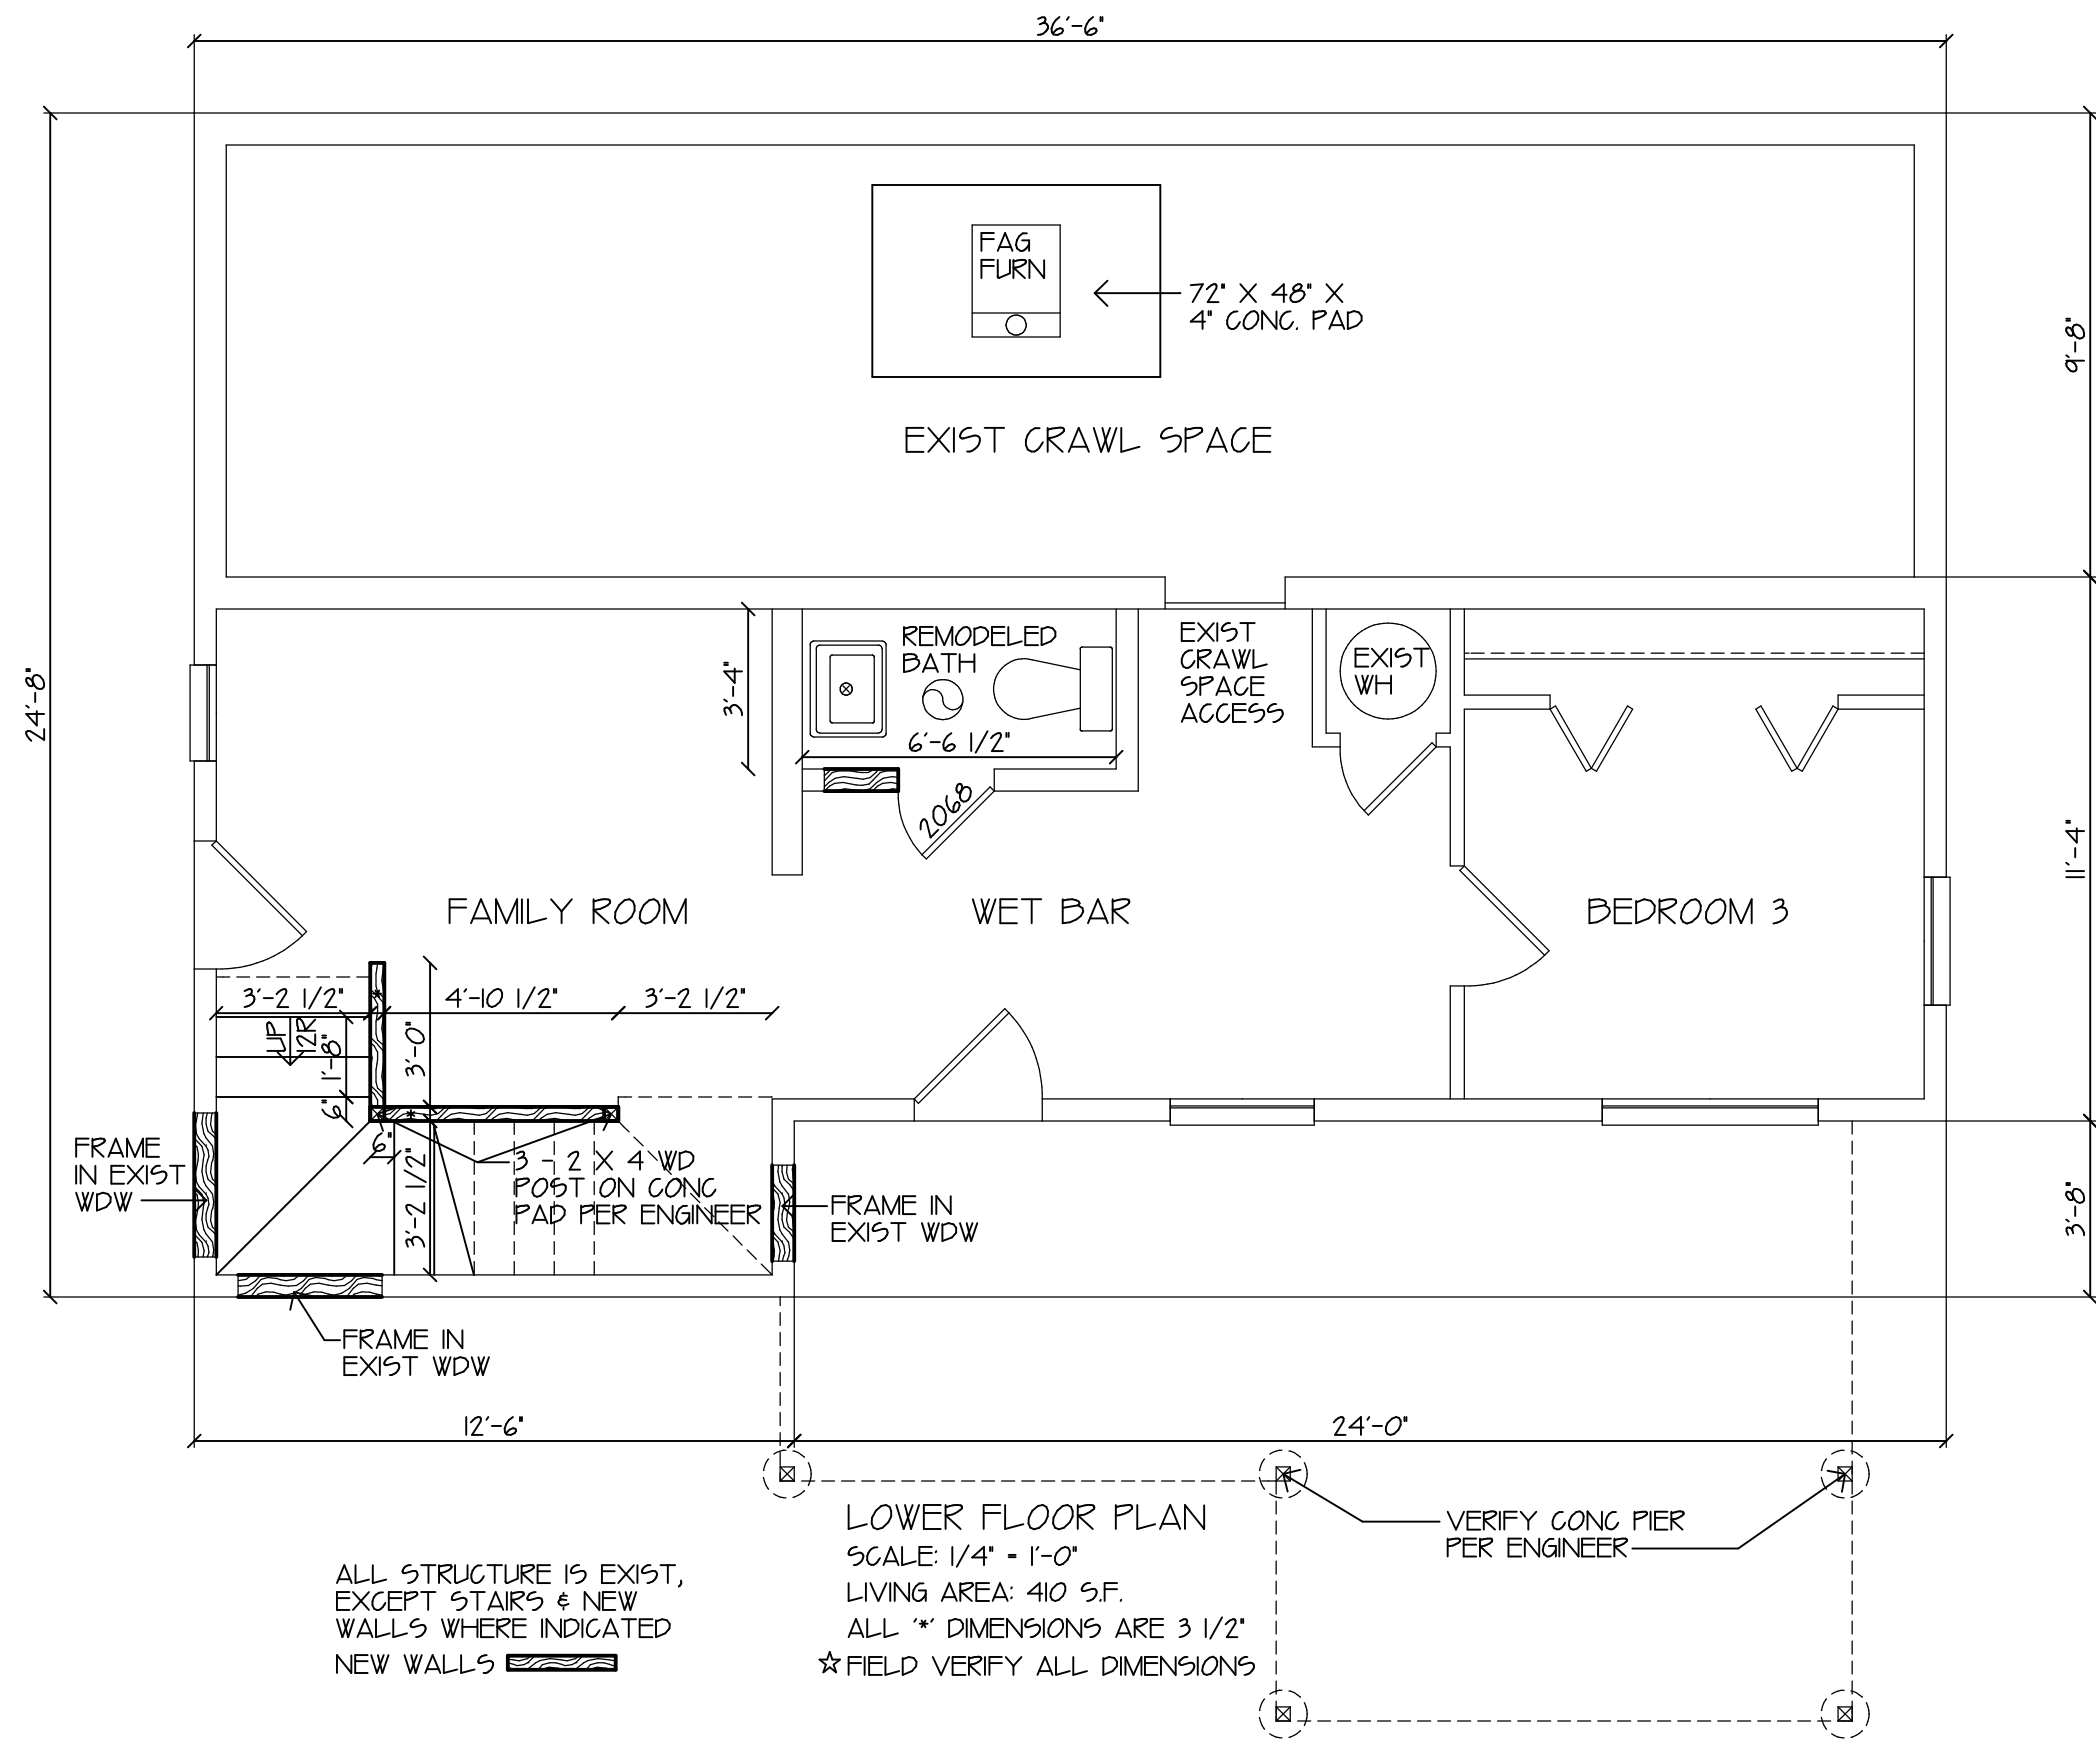 36'-6"
FAG
FURN
72" X 48" X
4" CONC. PAD
9'-8"
EXIST CRAWL SPACE
24'-8"
REMODELED
BATH
3'-4"
6'-6 1/2"
2068
EXIST
CRAWL
SPACE
ACCESS
EXIST
WH
11'-4"
FAMILY ROOM
WET BAR
BEDROOM 3
3'-2 1/2"
*
4'-10 1/2"
3'-2 1/2"
UP
12R
1'-8"
3'-0"
6"
*
6"
3'-2 1/2"
3 - 2 X 4 WD
POST ON CONC
PAD PER ENGINEER
FRAME
IN EXIST
WDW
FRAME IN
EXIST WDW
3'-8"
FRAME IN
EXIST WDW
12'-6"
24'-0"
LOWER FLOOR PLAN
SCALE: 1/4" = 1'-0"
LIVING AREA: 410 S.F.
ALL '*' DIMENSIONS ARE 3 1/2"
☆FIELD VERIFY ALL DIMENSIONS
VERIFY CONC PIER
PER ENGINEER
ALL STRUCTURE IS EXIST,
EXCEPT STAIRS & NEW
WALLS WHERE INDICATED
NEW WALLS